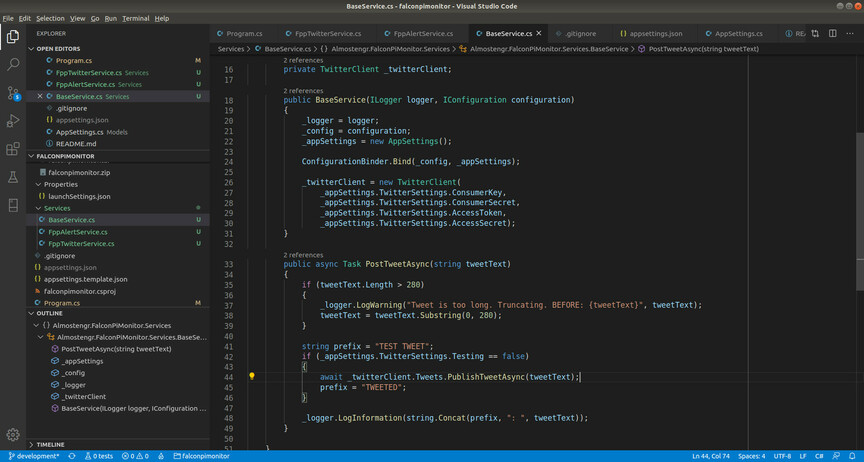 BaseService.cs - falconpimonitor - Visual Studio Code
File Edit Selection View Go Run Terminal Help
EXPLORER
OPEN EDITORS
Program.cs M
FppTwitterService.cs Services U
FppAlertService.cs Services U
BaseService.cs Services U
.gitignore
appsettings.json
AppSettings.cs Models
README.md
FALCONPIMONITOR
falconpimonitor.zip
Properties
launchSettings.json
Services
BaseService.cs U
FppAlertService.cs U
FppTwitterService.cs U
.gitignore
appsettings.json
appsettings.template.json
falconpimonitor.csproj
Program.cs M
OUTLINE
{} Almostengr.FalconPiMonitor.Services
Almostengr.FalconPiMonitor.Services.BaseSe...
PostTweetAsync(string tweetText)
_appSettings
_config
_logger
_twitterClient
BaseService(ILogger logger, IConfiguration ...
TIMELINE
Program.cs FppTwitterService.cs FppAlertService.cs BaseService.cs .gitignore appsettings.json AppSettings.cs RE
Services > BaseService.cs > {} Almostengr.FalconPiMonitor.Services > Almostengr.FalconPiMonitor.Services.BaseService > PostTweetAsync(string tweetText)
2 references
16 private TwitterClient _twitterClient;
17
2 references
18 public BaseService(ILogger logger, IConfiguration configuration)
19 {
20 _logger = logger;
21 _config = configuration;
22 _appSettings = new AppSettings();
23
24 ConfigurationBinder.Bind(_config, _appSettings);
25
26 _twitterClient = new TwitterClient(
27 _appSettings.TwitterSettings.ConsumerKey,
28 _appSettings.TwitterSettings.ConsumerSecret,
29 _appSettings.TwitterSettings.AccessToken,
30 _appSettings.TwitterSettings.AccessSecret);
31 }
32
2 references
33 public async Task PostTweetAsync(string tweetText)
34 {
35 if (tweetText.Length > 280)
36 {
37 _logger.LogWarning("Tweet is too long. Truncating. BEFORE: {tweetText}", tweetText);
38 tweetText = tweetText.Substring(0, 280);
39 }
40
41 string prefix = "TEST TWEET";
42 if (_appSettings.TwitterSettings.Testing == false)
43 {
44 await _twitterClient.Tweets.PublishTweetAsync(tweetText);
45 prefix = "TWEETED";
46 }
47
48 _logger.LogInformation(string.Concat(prefix, ": ", tweetText));
49 }
50
51 }
development* 0 tests 0 0 falconpimonitor Ln 44, Col 74 Spaces: 4 UTF-8 LF C#